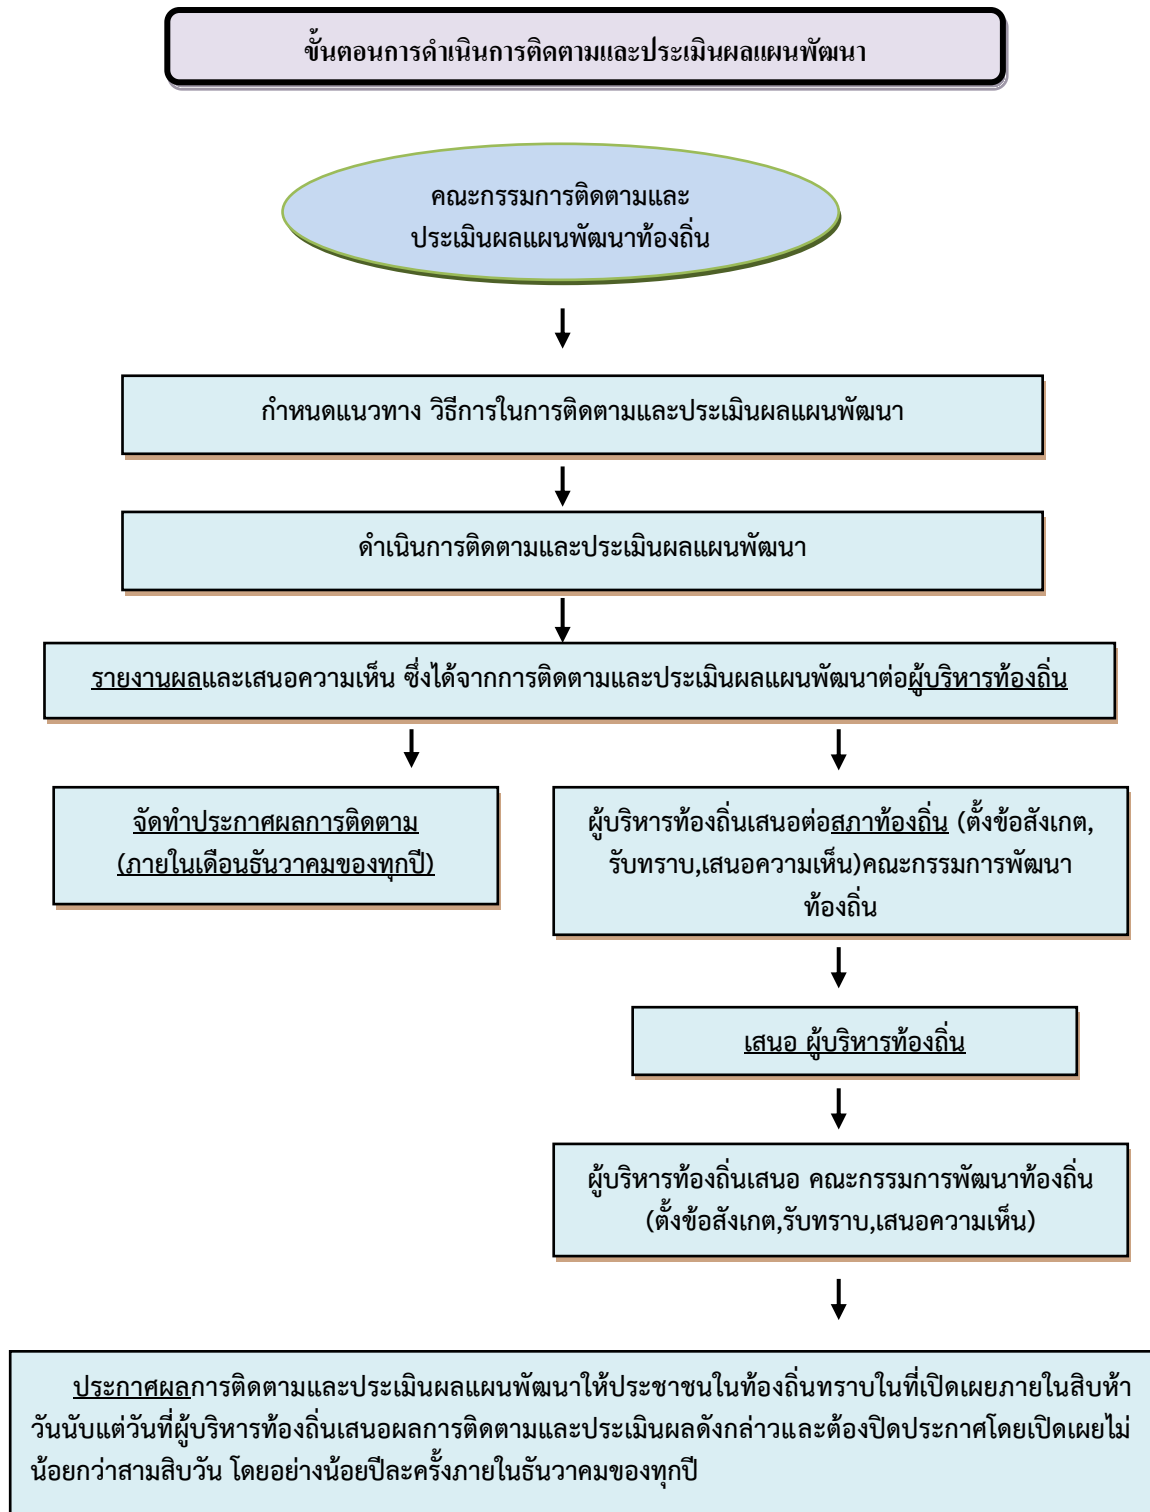 ขั้นตอนการดำเนินการติดตามและประเมินผลแผนพัฒนา
คณะกรรมการติดตามและ
ประเมินผลแผนพัฒนาท้องถิ่น
กำหนดแนวทาง วิธีการในการติดตามและประเมินผลแผนพัฒนา
ดำเนินการติดตามและประเมินผลแผนพัฒนา
รายงานผลและเสนอความเห็น ซึ่งได้จากการติดตามและประเมินผลแผนพัฒนาต่อผู้บริหารท้องถิ่น
จัดทำประกาศผลการติดตาม
(ภายในเดือนธันวาคมของทุกปี)
ผู้บริหารท้องถิ่นเสนอต่อสภาท้องถิ่น (ตั้งข้อสังเกต,
รับทราบ,เสนอความเห็น)คณะกรรมการพัฒนา
ท้องถิ่น
เสนอ ผู้บริหารท้องถิ่น
ผู้บริหารท้องถิ่นเสนอ คณะกรรมการพัฒนาท้องถิ่น
(ตั้งข้อสังเกต,รับทราบ,เสนอความเห็น)
ประกาศผลการติดตามและประเมินผลแผนพัฒนาให้ประชาชนในท้องถิ่นทราบในที่เปิดเผยภายในสิบห้า
วันนับแต่วันที่ผู้บริหารท้องถิ่นเสนอผลการติดตามและประเมินผลดังกล่าวและต้องปิดประกาศโดยเปิดเผยไม่
น้อยกว่าสามสิบวัน โดยอย่างน้อยปีละครั้งภายในธันวาคมของทุกปี